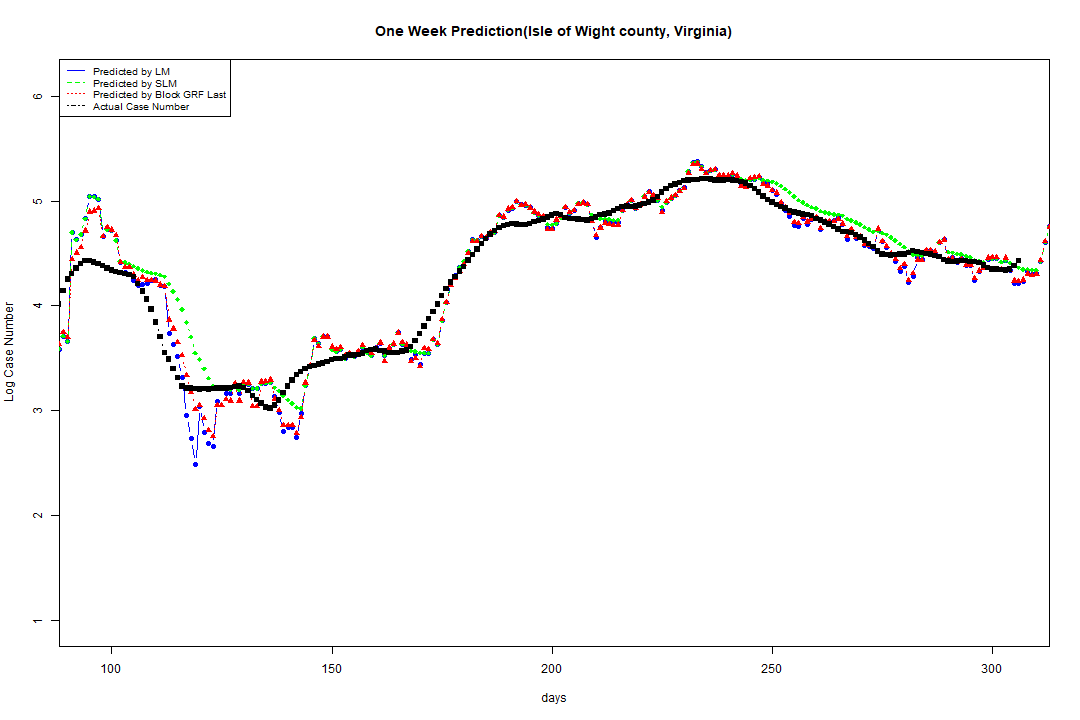 One Week Prediction(Isle of Wight county, Virginia)
Predicted by LM
Predicted by SLM
Predicted by Block GRF Last
Actual Case Number
6
5
4
3
2
1
Log Case Number
100 150 200 250 300
days